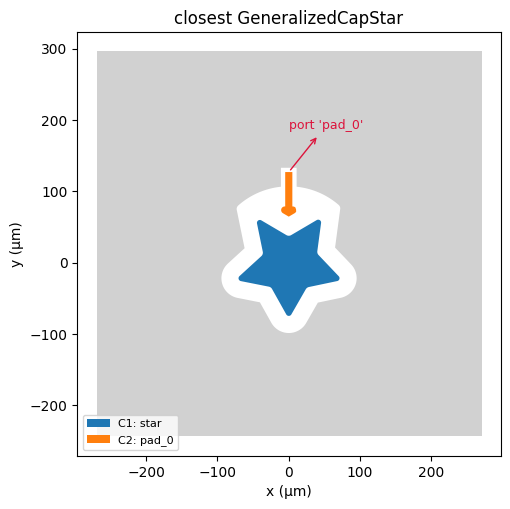 closest GeneralizedCapStar
300
200
100
0
−100
−200
y (µm)
port 'pad_0'
C1: star
C2: pad_0
−200
−100
0
100
200
x (µm)